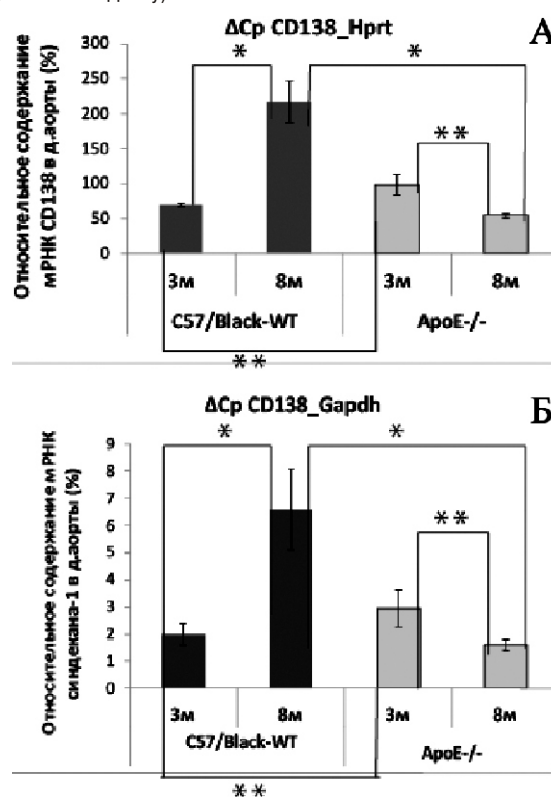 ΔCp CD138_Hprt
А
Относительное содержание
мРНК CD138 в д.аорты (%)
300
250
200
150
100
50
0
*
*
**
3м
8м
3м
8м
C57/Black-WT
ApoE-/-
**
ΔCp CD138_Gapdh
Б
Относительное содержание мРНК
синдекана-1 в д.аорты (%)
9
8
7
6
5
4
3
2
1
0
*
*
**
3м
8м
3м
8м
C57/Black-WT
ApoE-/-
**